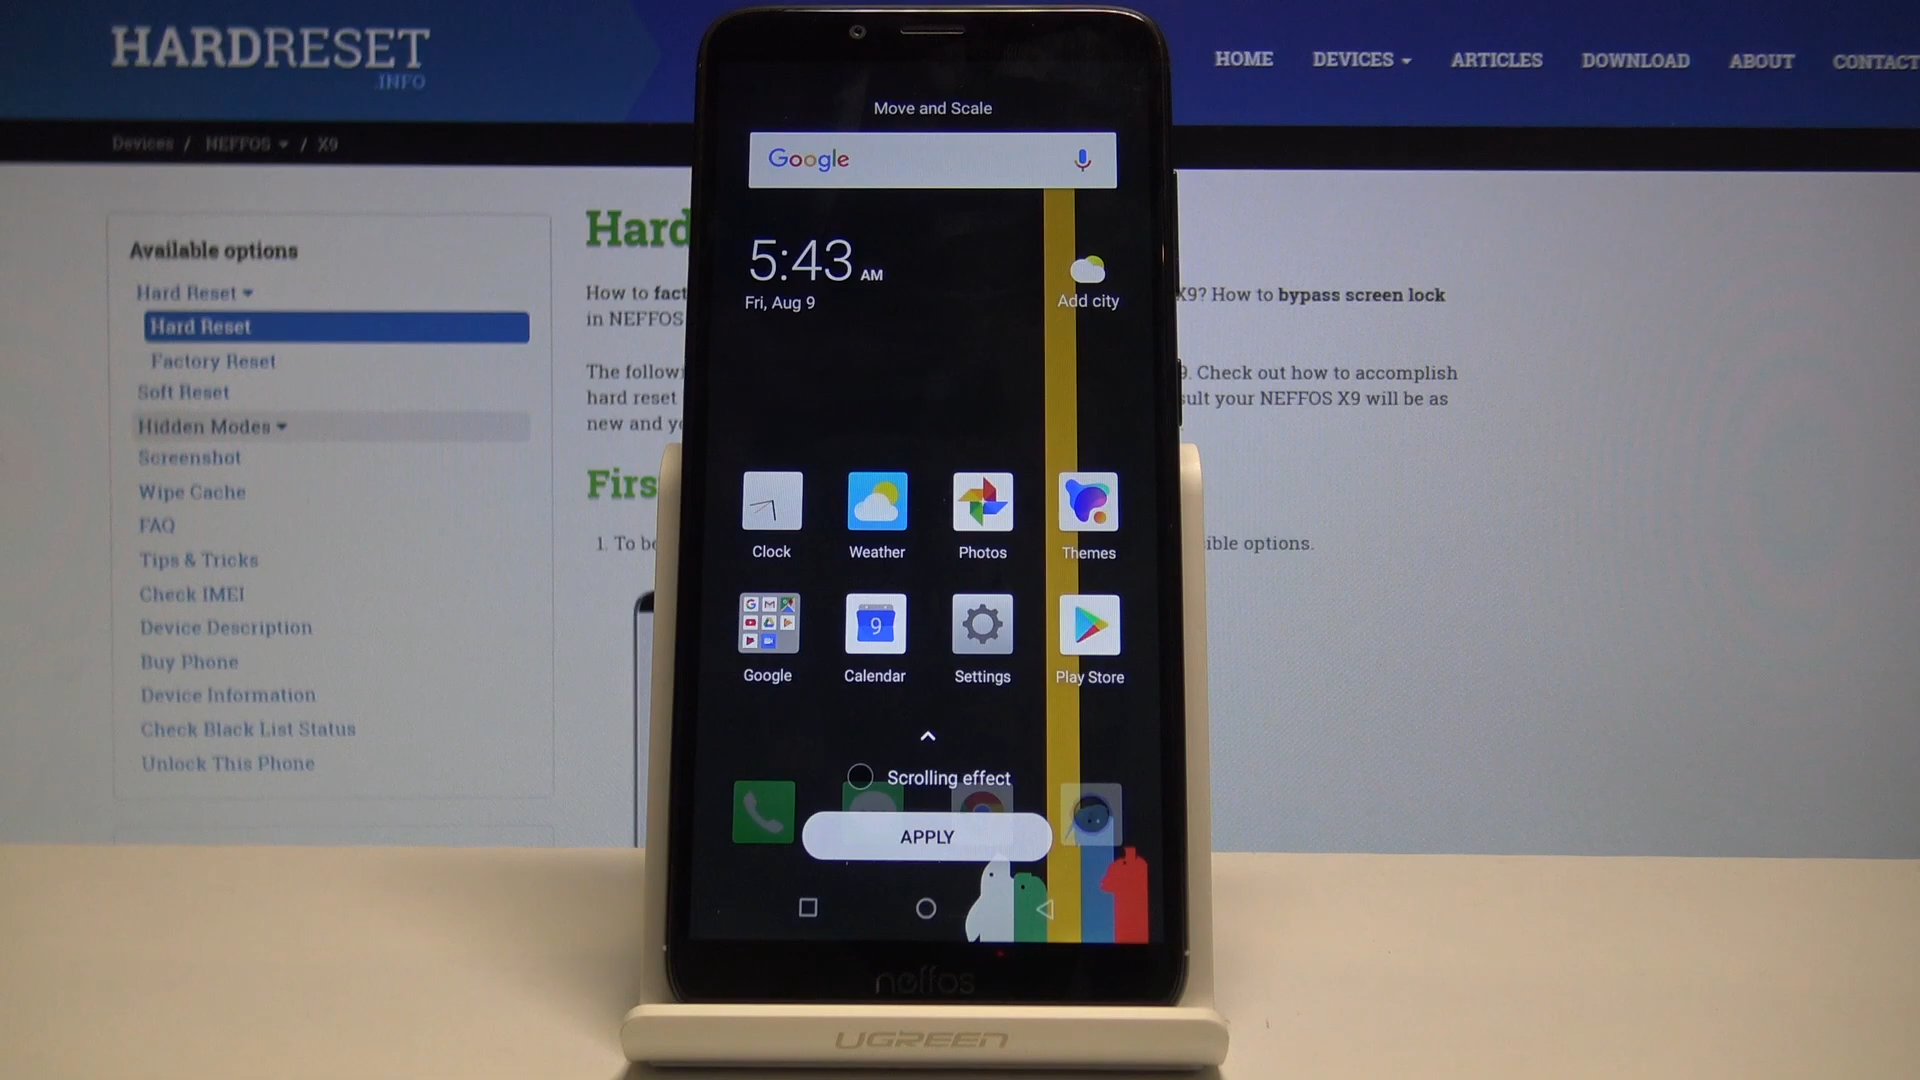 HARDRESET
.INFO
HOME DEVICES ARTICLES DOWNLOAD ABOUT CONTACT
Devices / NEFFOS / X9
Available options
Hard Reset
Hard Reset
Factory Reset
Soft Reset
Hidden Modes
Screenshot
Wipe Cache
FAQ
Tips & Tricks
Check IMEI
Device Description
Buy Phone
Device Information
Check Black List Status
Unlock This Phone
Hard
How to fact
X9? How to bypass screen lock
in NEFFOS
The follow
9. Check out how to accomplish
hard reset
sult your NEFFOS X9 will be as
new and yo
Firs
1. To be
ible options.
Move and Scale
Google
5:43 AM
Fri, Aug 9
Add city
Clock Weather Photos Themes
9
Google Calendar Settings Play Store
Scrolling effect
APPLY
neffos
UGREEN